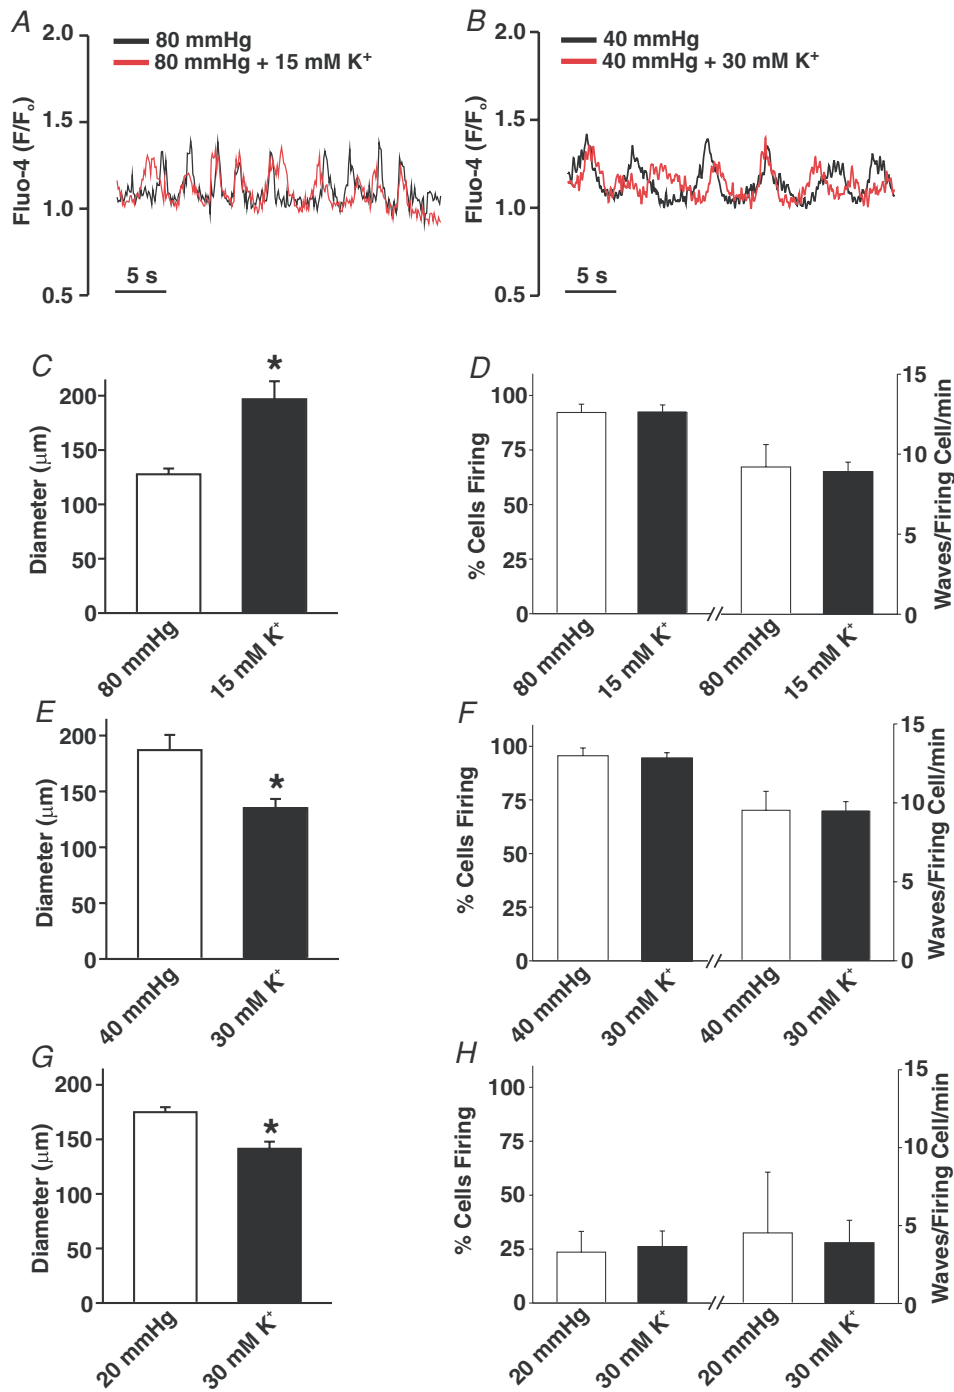 A
2.0
80 mmHg
80 mmHg + 15 mM K+
1.5
1.0
0.5
Fluo-4 (F/Fo)
5 s
B
2.0
40 mmHg
40 mmHg + 30 mM K+
1.5
1.0
0.5
Fluo-4 (F/Fo)
5 s
C
200
150
100
50
0
Diameter (μm)
*
80 mmHg
15 mM K+
D
100
75
50
25
0
% Cells Firing
15
10
5
0
Waves/Firing Cell/min
80 mmHg
15 mM K+
80 mmHg
15 mM K+
E
200
150
100
50
0
Diameter (μm)
*
40 mmHg
30 mM K+
F
100
75
50
25
0
% Cells Firing
15
10
5
0
Waves/Firing Cell/min
40 mmHg
30 mM K+
40 mmHg
30 mM K+
G
200
150
100
50
0
Diameter (μm)
*
20 mmHg
30 mM K+
H
100
75
50
25
0
% Cells Firing
15
10
5
0
Waves/Firing Cell/min
20 mmHg
30 mM K+
20 mmHg
30 mM K+